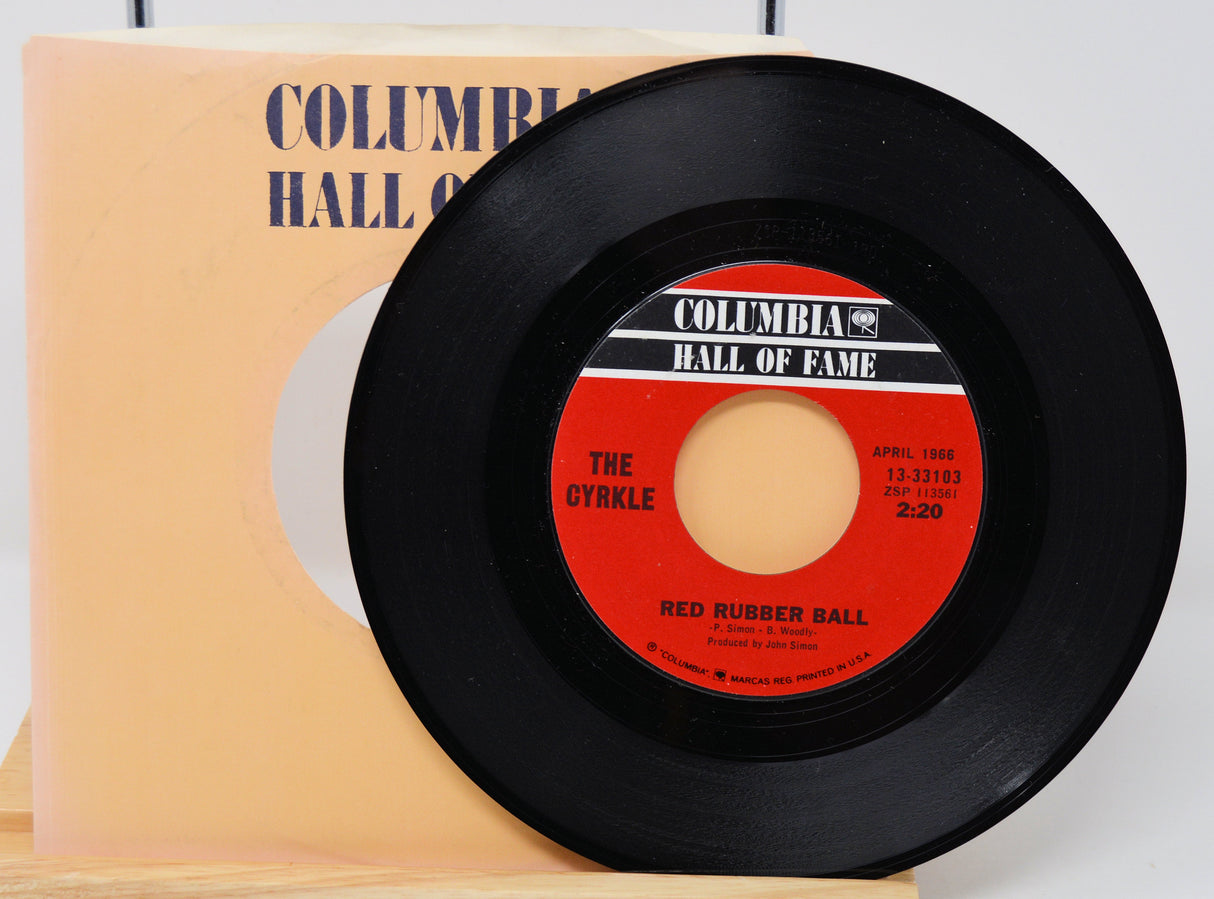 COLUMBIA
HALL O
COLUMBIA
HALL OF FAME
THE
CYRKLE
APRIL 1966
13-33103
ZSP 113561
2:20
RED RUBBER BALL
-P. Simon - B. Woodly-
Produced by John Simon
Ⓟ "COLUMBIA", MARCAS REG. PRINTED IN U.S.A.